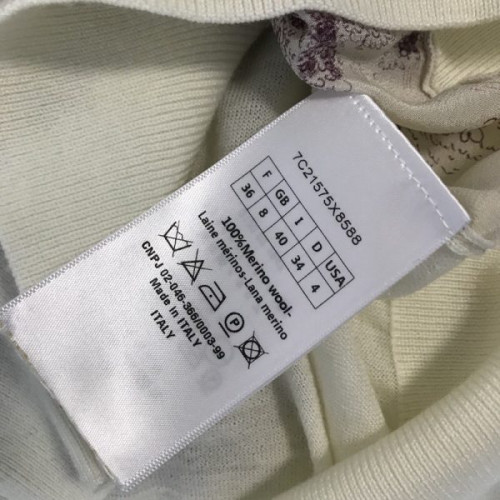 7C21575X8588
F GB I D USA
36 8 40 34 4
100%Merino wool-
Laine mérinos-Lana merino
P
CNPJ 02-046-366/0003-99
Made in ITALY
ITALY